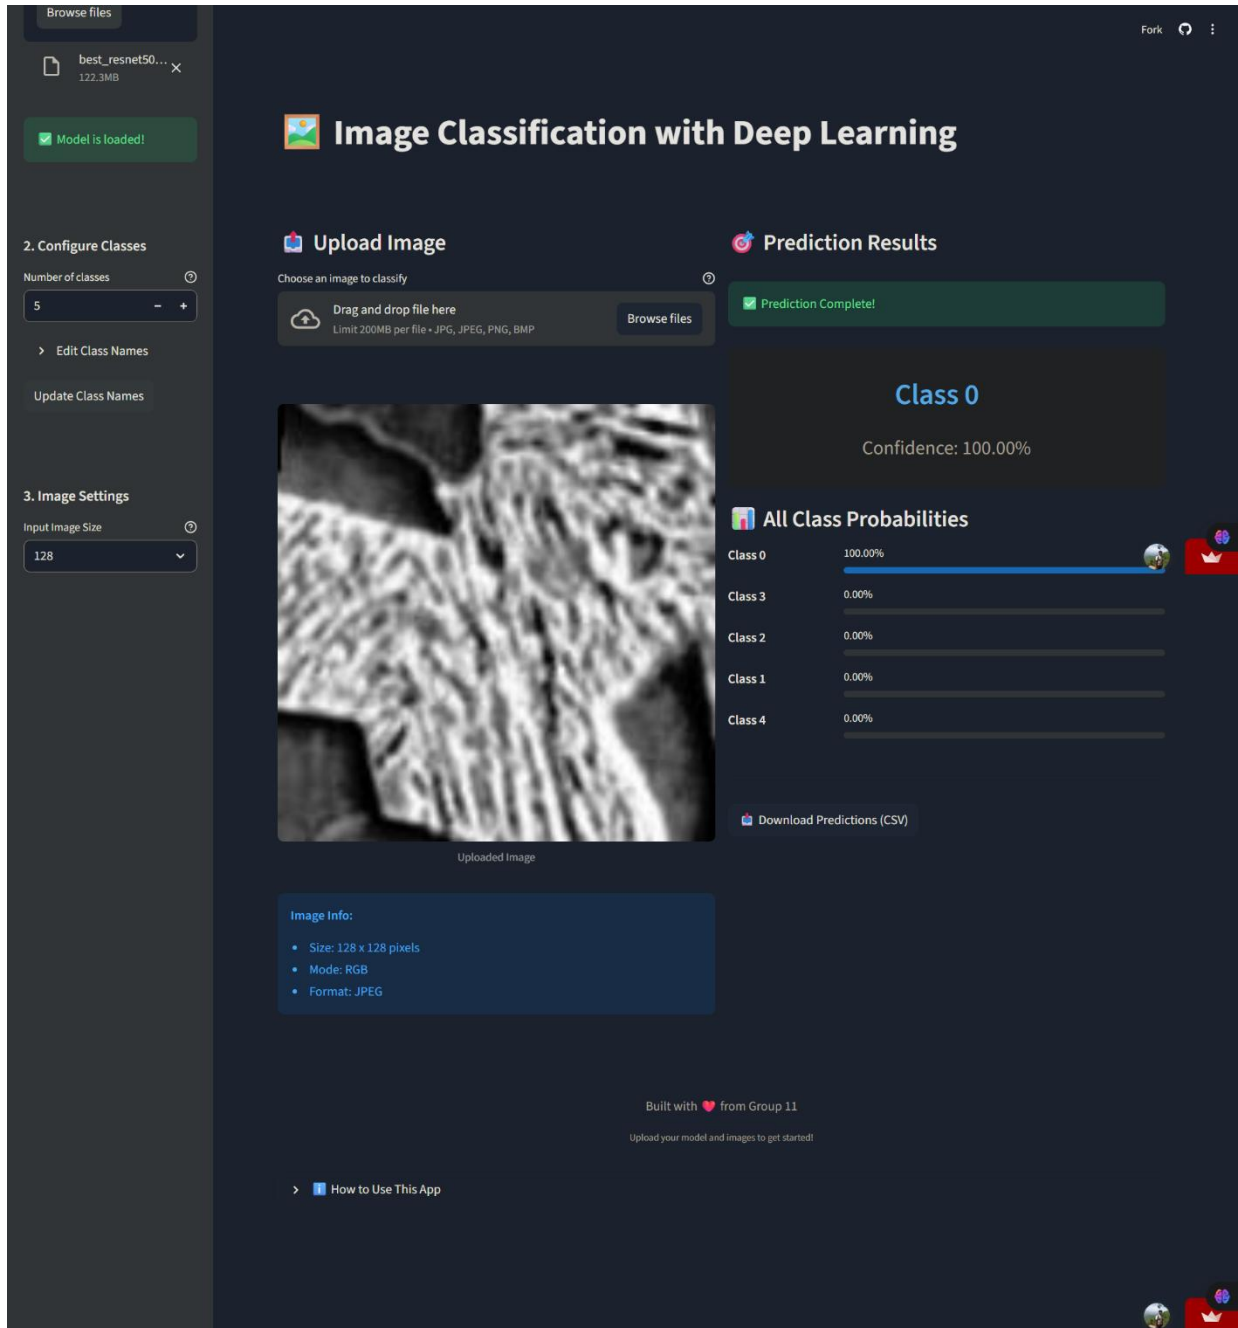 Browse files
best_resnet50...
122.3MB
Model is loaded!
2. Configure Classes
Number of classes
5
Edit Class Names
Update Class Names
3. Image Settings
Input Image Size
128
Fork
Image Classification with Deep Learning
Upload Image
Choose an image to classify
Drag and drop file here
Limit 200MB per file • JPG, JPEG, PNG, BMP
Browse files
Uploaded Image
Image Info:
• Size: 128 x 128 pixels
• Mode: RGB
• Format: JPEG
Prediction Results
Prediction Complete!
Class 0
Confidence: 100.00%
All Class Probabilities
Class 0 100.00%
Class 3 0.00%
Class 2 0.00%
Class 1 0.00%
Class 4 0.00%
Download Predictions (CSV)
Built with ❤️ from Group 11
Upload your model and images to get started!
How to Use This App